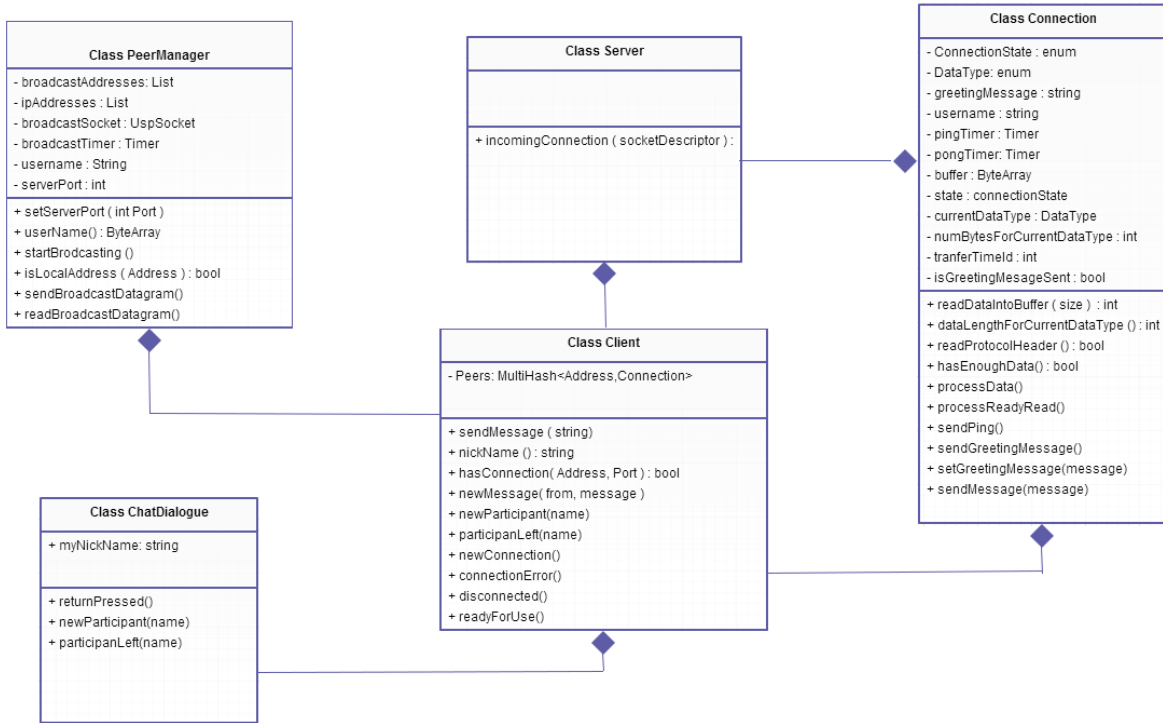 Class PeerManager
- broadcastAddresses: List
- ipAddresses : List
- broadcastSocket : UspSocket
- broadcastTimer : Timer
- username : String
- serverPort : int
+ setServerPort ( int Port )
+ userName() : ByteArray
+ startBrodcasting ()
+ isLocalAddress ( Address ) : bool
+ sendBroadcastDatagram()
+ readBroadcastDatagram()
Class Server
+ incomingConnection ( socketDescriptor ) :
Class Connection
- ConnectionState : enum
- DataType: enum
- greetingMessage : string
- username : string
- pingTimer : Timer
- pongTimer: Timer
- buffer : ByteArray
- state : connectionState
- currentDataType : DataType
- numBytesForCurrentDataType : int
- tranferTimeId : int
- isGreetingMesageSent : bool
+ readDataIntoBuffer ( size ) : int
+ dataLengthForCurrentDataType () : int
+ readProtocolHeader () : bool
+ hasEnoughData() : bool
+ processData()
+ processReadyRead()
+ sendPing()
+ sendGreetingMessage()
+ setGreetingMessage(message)
+ sendMessage(message)
Class Client
- Peers: MultiHash<Address,Connection>
+ sendMessage ( string)
+ nickName () : string
+ hasConnection( Address, Port ) : bool
+ newMessage( from, message )
+ newParticipant(name)
+ participanLeft(name)
+ newConnection()
+ connectionError()
+ disconnected()
+ readyForUse()
Class ChatDialogue
+ myNickName: string
+ returnPressed()
+ newParticipant(name)
+ participanLeft(name)